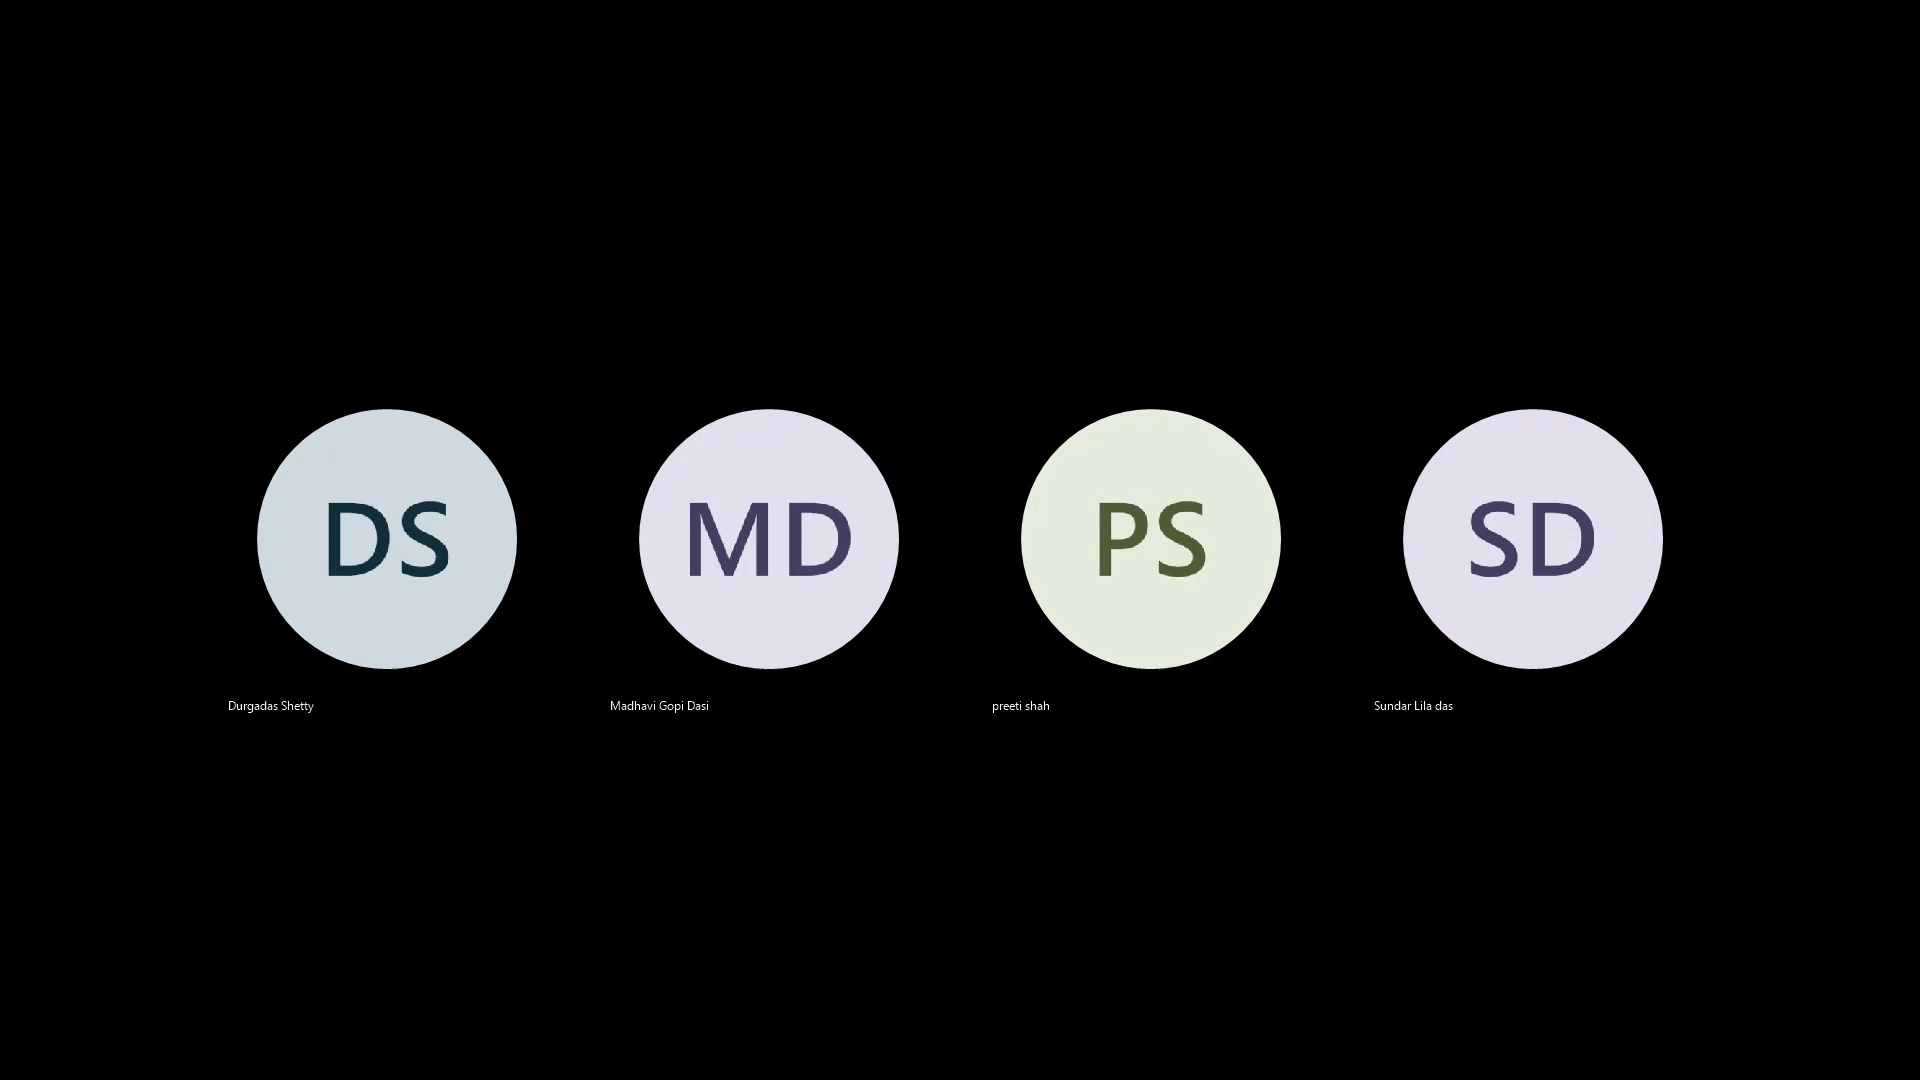 DS
MD
PS
SD
Durgadas Shetty
Madhavi Gopi Dasi
preeti shah
Sundar Lila das